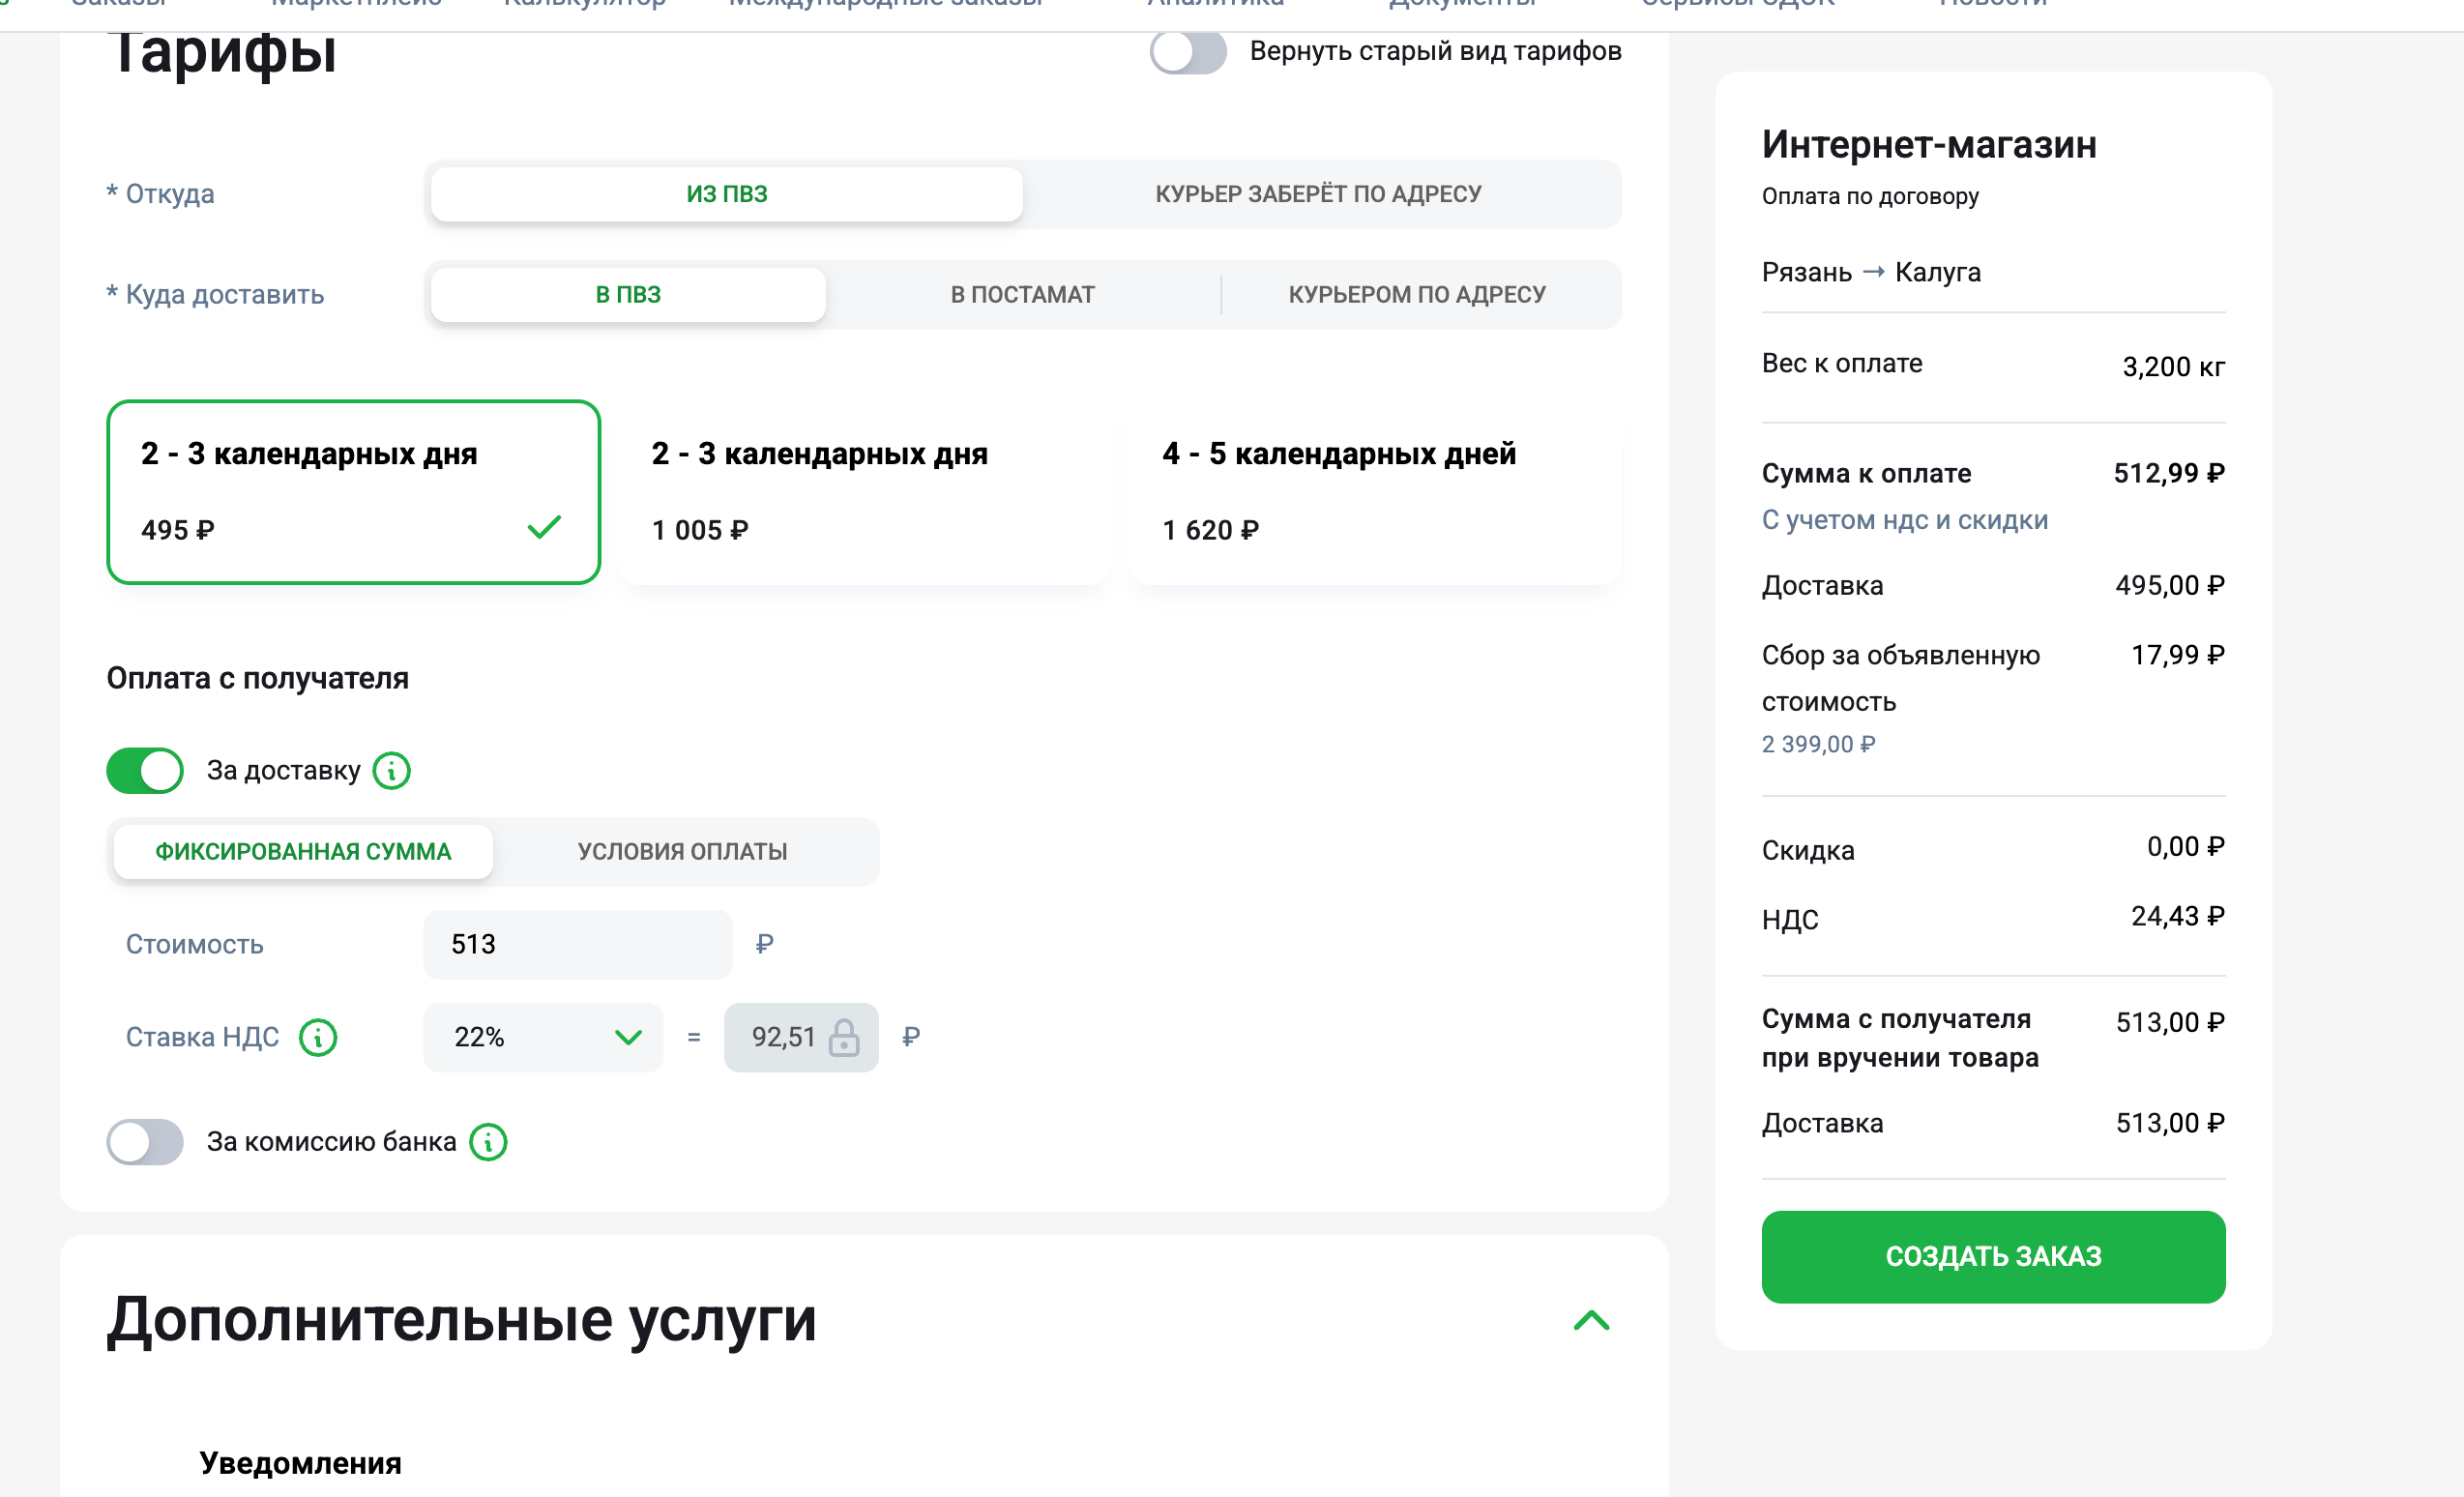 Тарифы
Вернуть старый вид тарифов
* Откуда
ИЗ ПВЗ
КУРЬЕР ЗАБЕРЁТ ПО АДРЕСУ
* Куда доставить
В ПВЗ
В ПОСТАМАТ
КУРЬЕРОМ ПО АДРЕСУ
2 - 3 календарных дня
495 ₽
2 - 3 календарных дня
1 005 ₽
4 - 5 календарных дней
1 620 ₽
Оплата с получателя
За доставку
ФИКСИРОВАННАЯ СУММА
УСЛОВИЯ ОПЛАТЫ
Стоимость
513
₽
Ставка НДС
22%
=
92,51
₽
За комиссию банка
Дополнительные услуги
Уведомления
Интернет-магазин
Оплата по договору
Рязань → Калуга
Вес к оплате
3,200 кг
Сумма к оплате
512,99 ₽
С учетом ндс и скидки
Доставка
495,00 ₽
Сбор за объявленную
17,99 ₽
стоимость
2 399,00 ₽
Скидка
0,00 ₽
НДС
24,43 ₽
Сумма с получателя
513,00 ₽
при вручении товара
Доставка
513,00 ₽
СОЗДАТЬ ЗАКАЗ